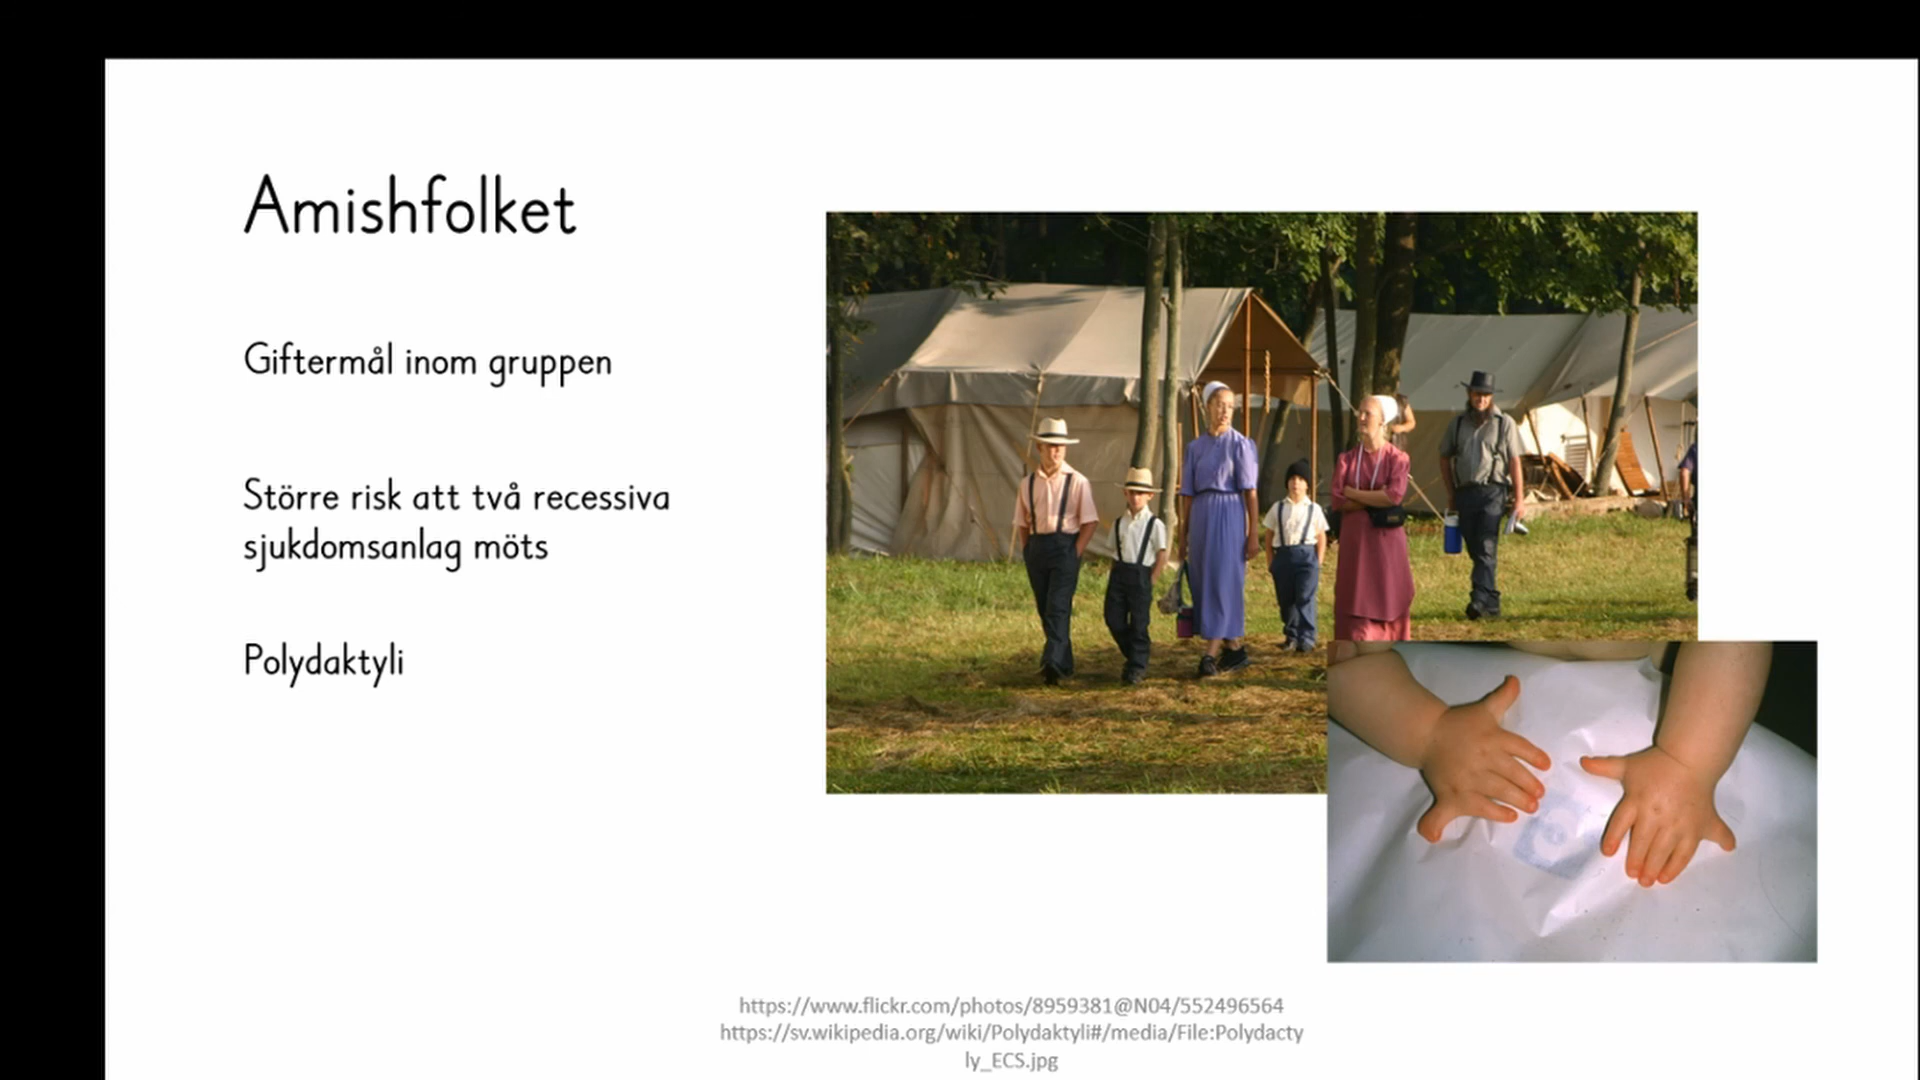 Amishfolket
Giftermål inom gruppen
Större risk att två recessiva
sjukdomsanlag möts
Polydaktyli
https://www.flickr.com/photos/8959381@N04/552496564
https://sv.wikipedia.org/wiki/Polydaktyli#/media/File:Polydacty
ly_ECS.jpg